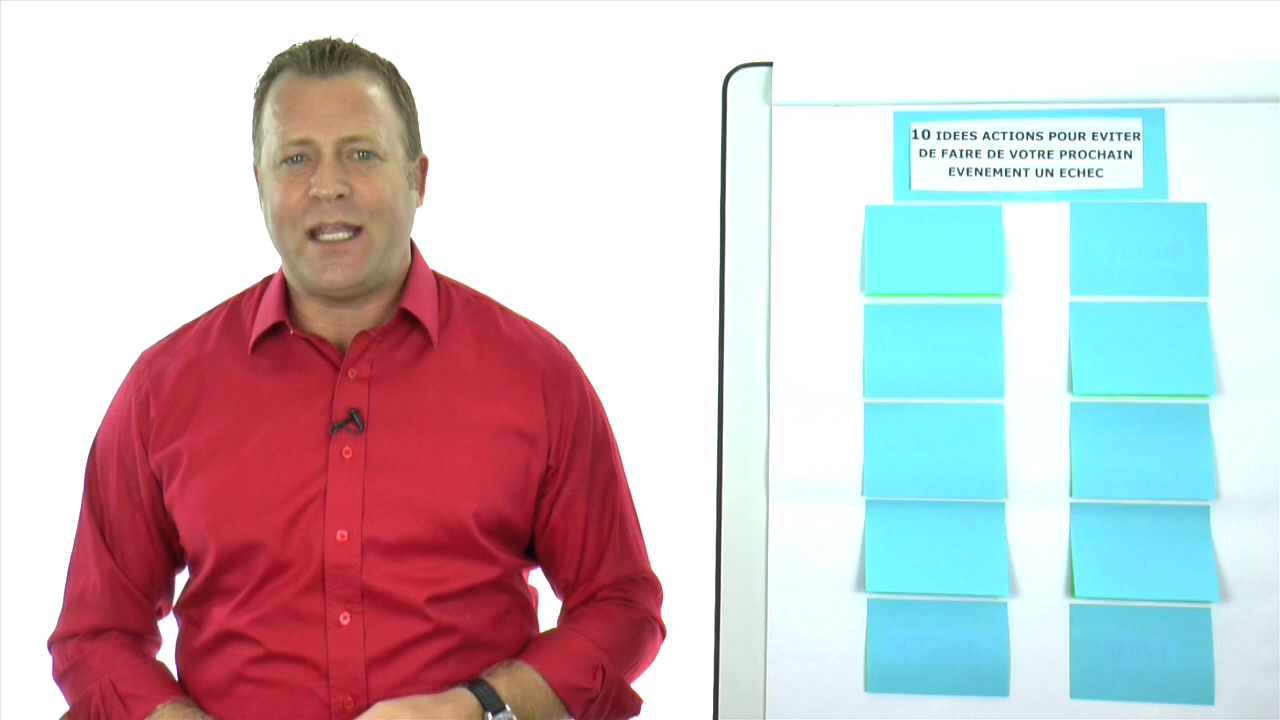 10 IDEES ACTIONS POUR EVITER
DE FAIRE DE VOTRE PROCHAIN
EVENEMENT UN ECHEC